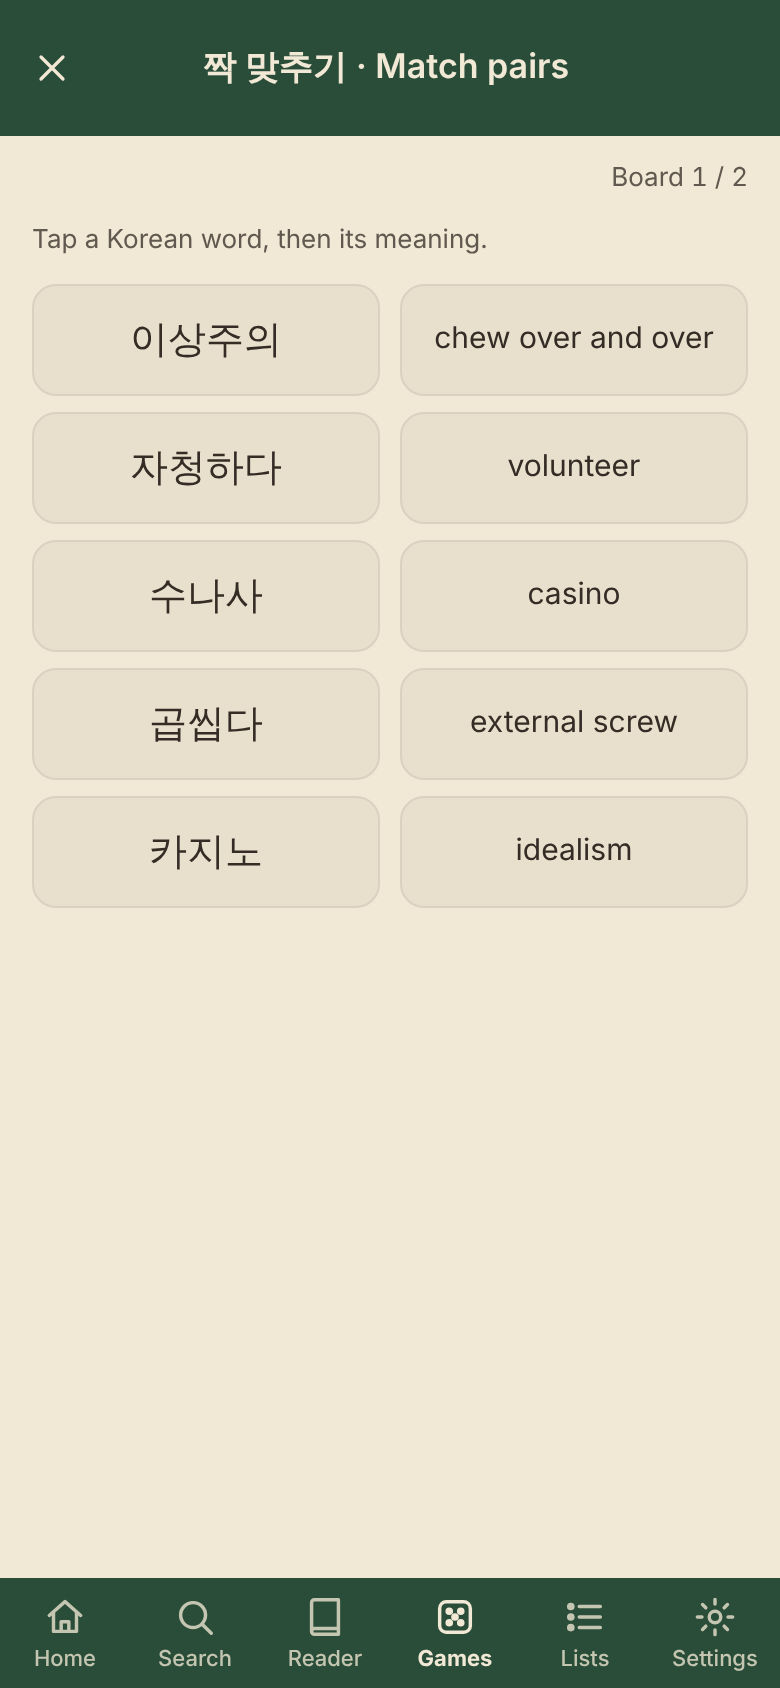 짝 맞추기 · Match pairs
Board 1 / 2
Tap a Korean word, then its meaning.
이상주의
chew over and over
자청하다
volunteer
수나사
casino
곱씹다
external screw
카지노
idealism
Home
Search
Reader
Games
Lists
Settings